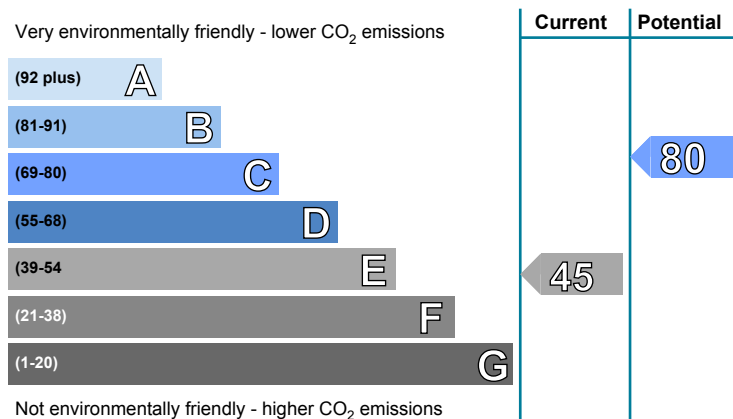 Very environmentally friendly - lower CO2 emissions
Current
Potential
(92 plus) A
(81-91) B
(69-80) C
80
(55-68) D
(39-54 E
45
(21-38) F
(1-20) G
Not environmentally friendly - higher CO2 emissions